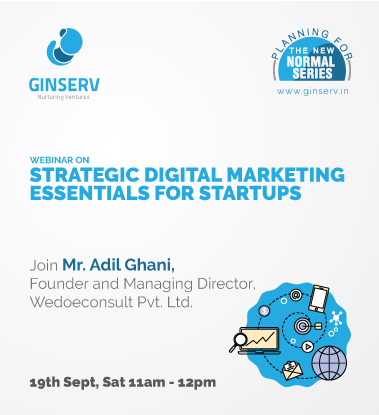 GINSERV
Nurturing Ventures
PLANNING FOR
THE NEW
NORMAL
SERIES
www.ginserv.in
WEBINAR ON
STRATEGIC DIGITAL MARKETING
ESSENTIALS FOR STARTUPS
Join Mr. Adil Ghani,
Founder and Managing Director,
Wedoeconsult Pvt. Ltd.
19th Sept, Sat 11am - 12pm